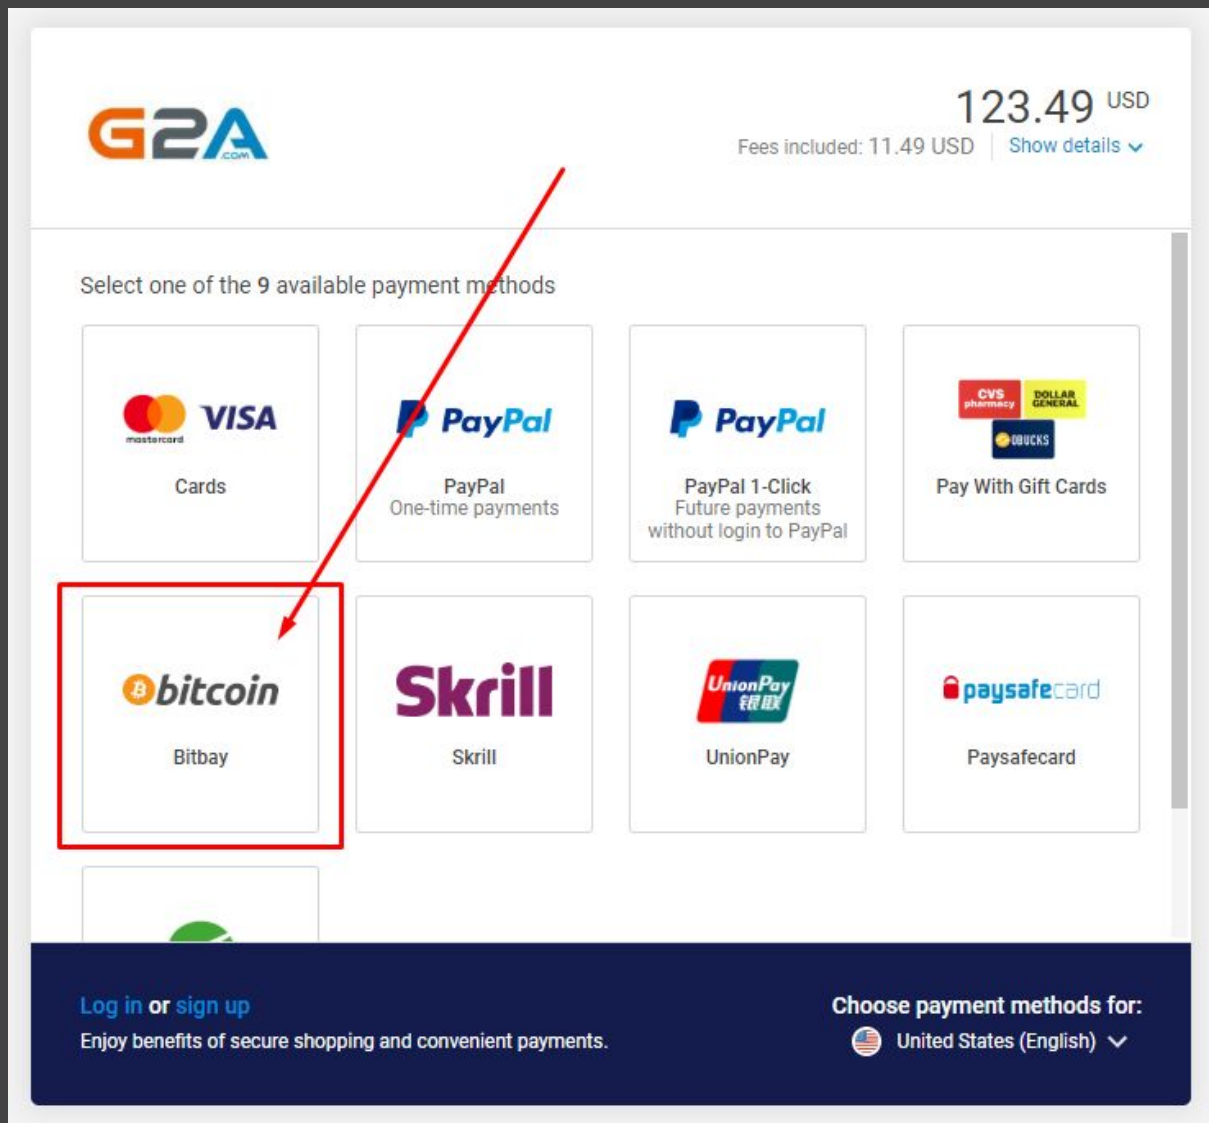 G2A
.com
123.49 USD
Fees included: 11.49 USD
Show details
Select one of the 9 available payment methods
mastercard
VISA
Cards
PayPal
PayPal
One-time payments
PayPal
PayPal 1-Click
Future payments
without login to PayPal
CVS
pharmacy
DOLLAR
GENERAL
OBUCKS
Pay With Gift Cards
bitcoin
Bitbay
Skrill
Skrill
UnionPay
银联
UnionPay
paysafecard
Paysafecard
Log in or sign up
Enjoy benefits of secure shopping and convenient payments.
Choose payment methods for:
United States (English)